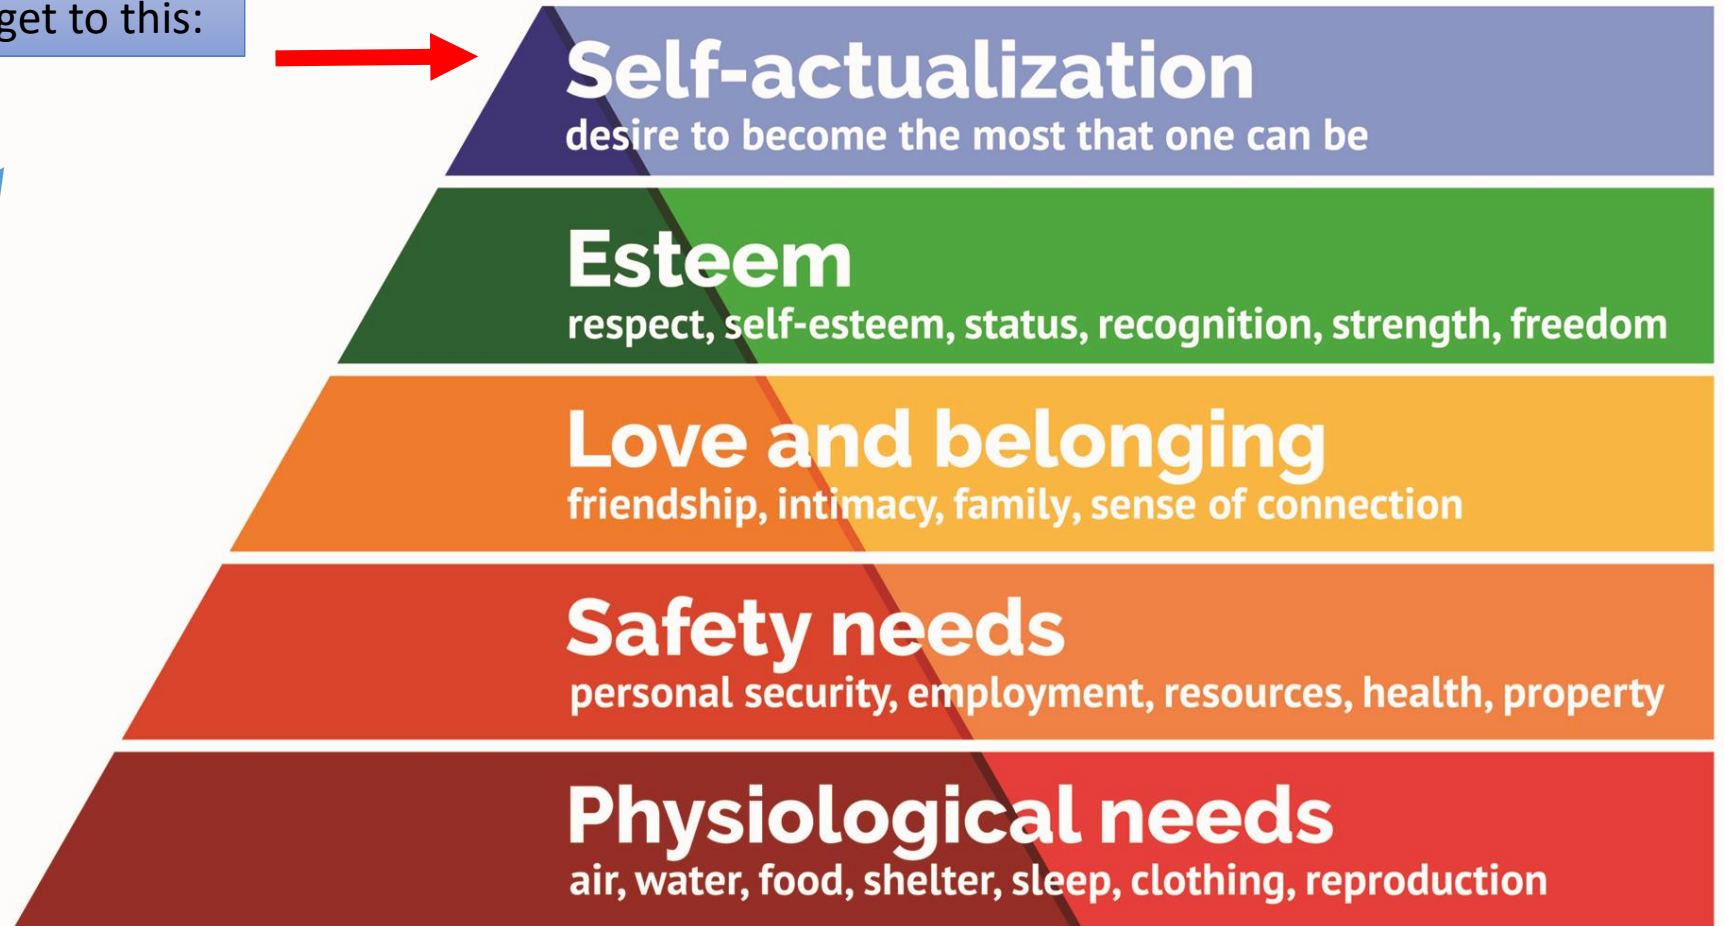 get to this:
Self-actualization
desire to become the most that one can be
Esteem
respect, self-esteem, status, recognition, strength, freedom
Love and belonging
friendship, intimacy, family, sense of connection
Safety needs
personal security, employment, resources, health, property
Physiological needs
air, water, food, shelter, sleep, clothing, reproduction